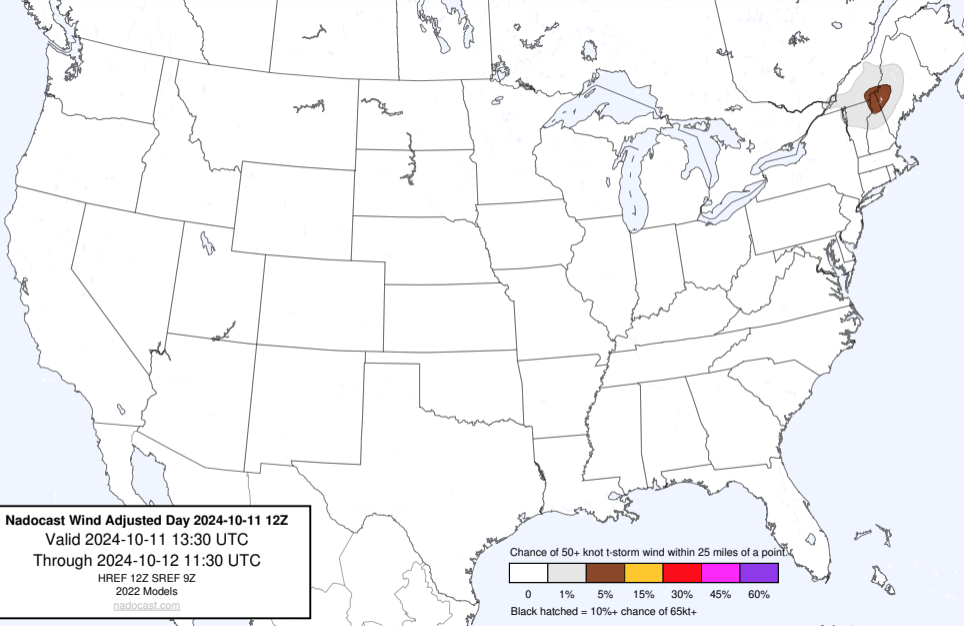 Nadocast Wind Adjusted Day 2024-10-11 12Z
Valid 2024-10-11 13:30 UTC
Through 2024-10-12 11:30 UTC
HREF 12Z SREF 9Z
2022 Models
nadocast.com
Chance of 50+ knot t-storm wind within 25 miles of a point.
0 1% 5% 15% 30% 45% 60%
Black hatched = 10%+ chance of 65kt+